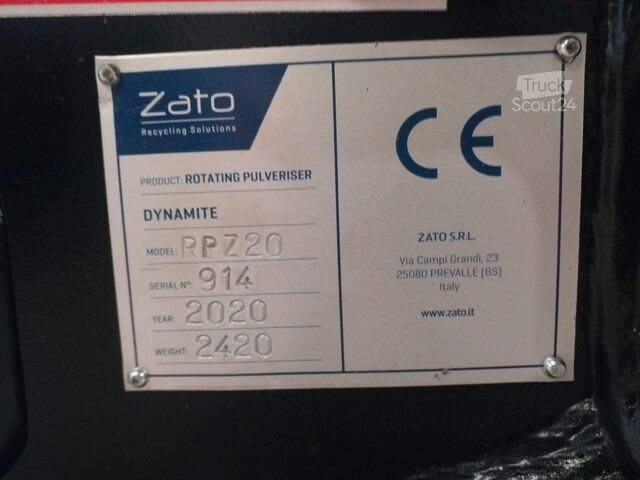 Zato
Recycling Solutions
PRODUCT: ROTATING PULVERISER
DYNAMITE
MODEL: RPZ20
SERIAL N°: 914
YEAR: 2020
WEIGHT: 2420
CE
ZATO S.R.L.
Via Campi Grandi, 23
25080 PREVALLE (BS)
Italy
www.zato.it
Truck
Scout24